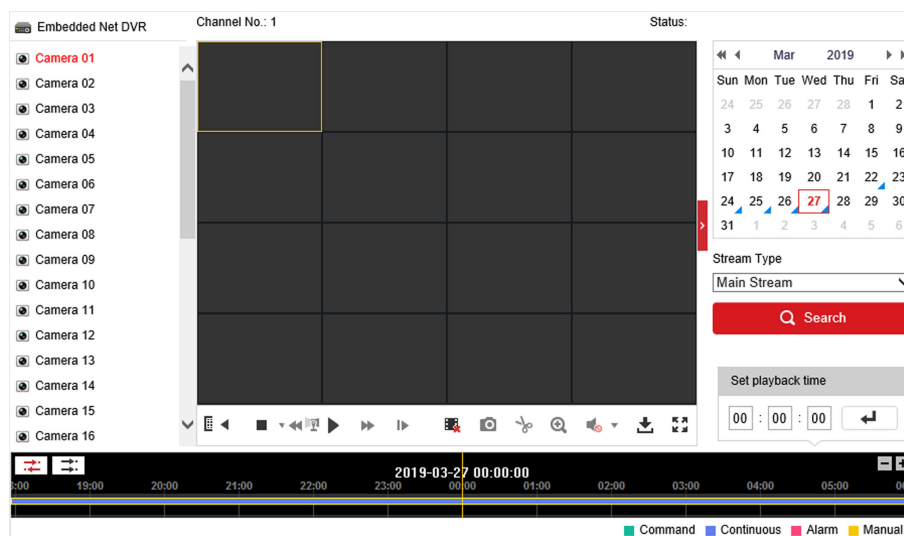 Embedded Net DVR
Channel No.: 1
Status:
Camera 01
Camera 02
Camera 03
Camera 04
Camera 05
Camera 06
Camera 07
Camera 08
Camera 09
Camera 10
Camera 11
Camera 12
Camera 13
Camera 14
Camera 15
Camera 16
Mar 2019
Sun Mon Tue Wed Thu Fri Sa
24 25 26 27 28 1 2
3 4 5 6 7 8 9
10 11 12 13 14 15 16
17 18 19 20 21 22 23
24 25 26 27 28 29 30
31 1 2 3 4 5 6
Stream Type
Main Stream
Search
Set playback time
00 : 00 : 00
2019-03-27 00:00:00
:00 19:00 20:00 21:00 22:00 23:00 00:00 01:00 02:00 03:00 04:00 05:00
Command Continuous Alarm Manual